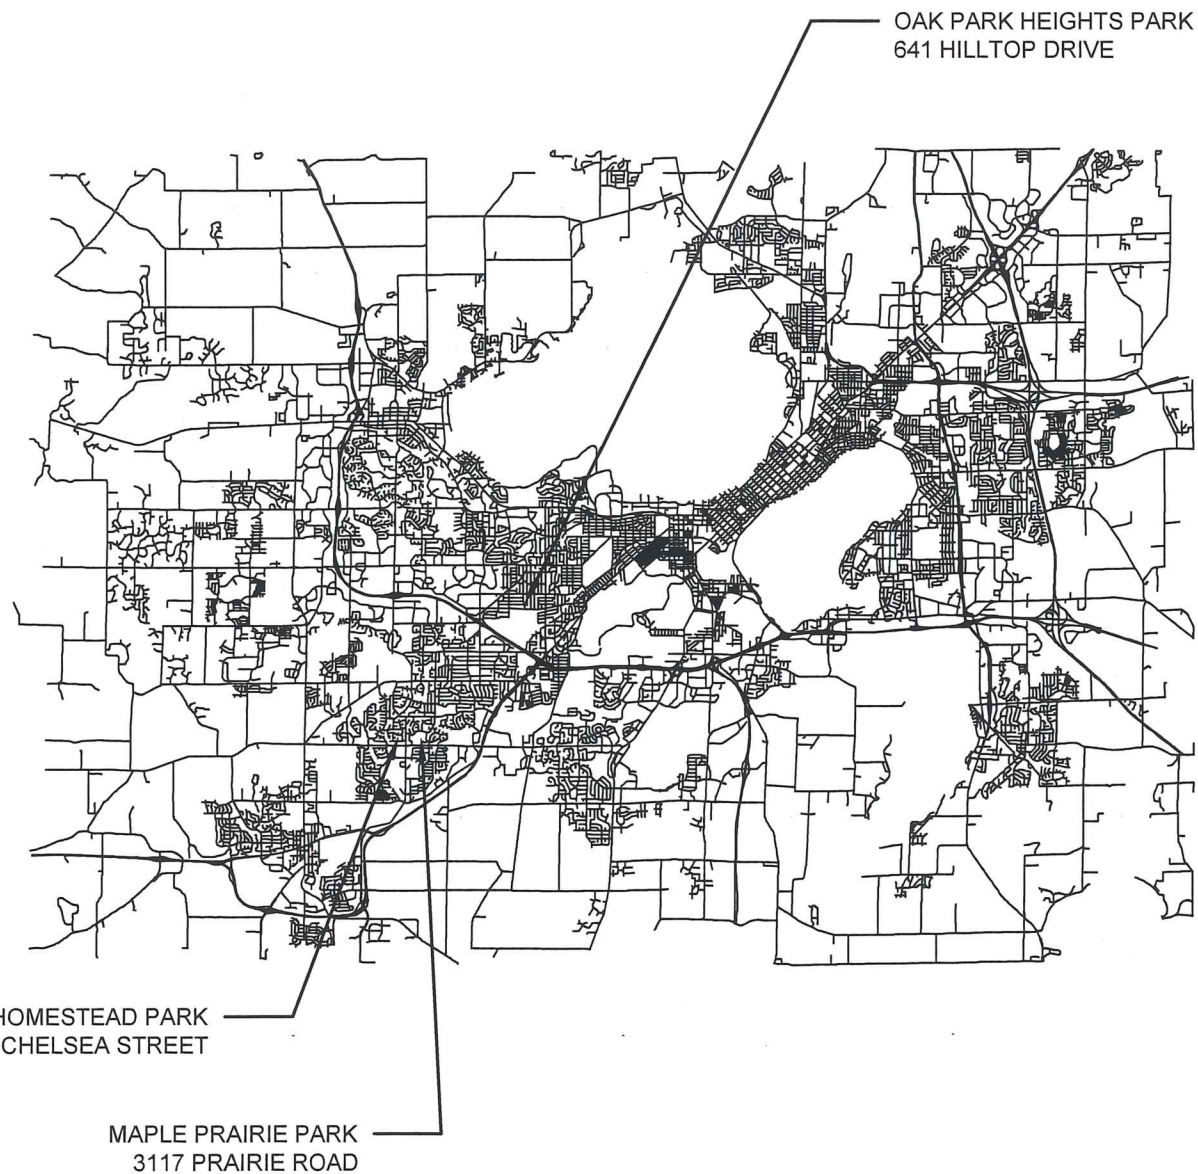 OAK PARK HEIGHTS PARK
641 HILLTOP DRIVE
HOMESTEAD PARK
CHELSEA STREET
MAPLE PRAIRIE PARK
3117 PRAIRIE ROAD